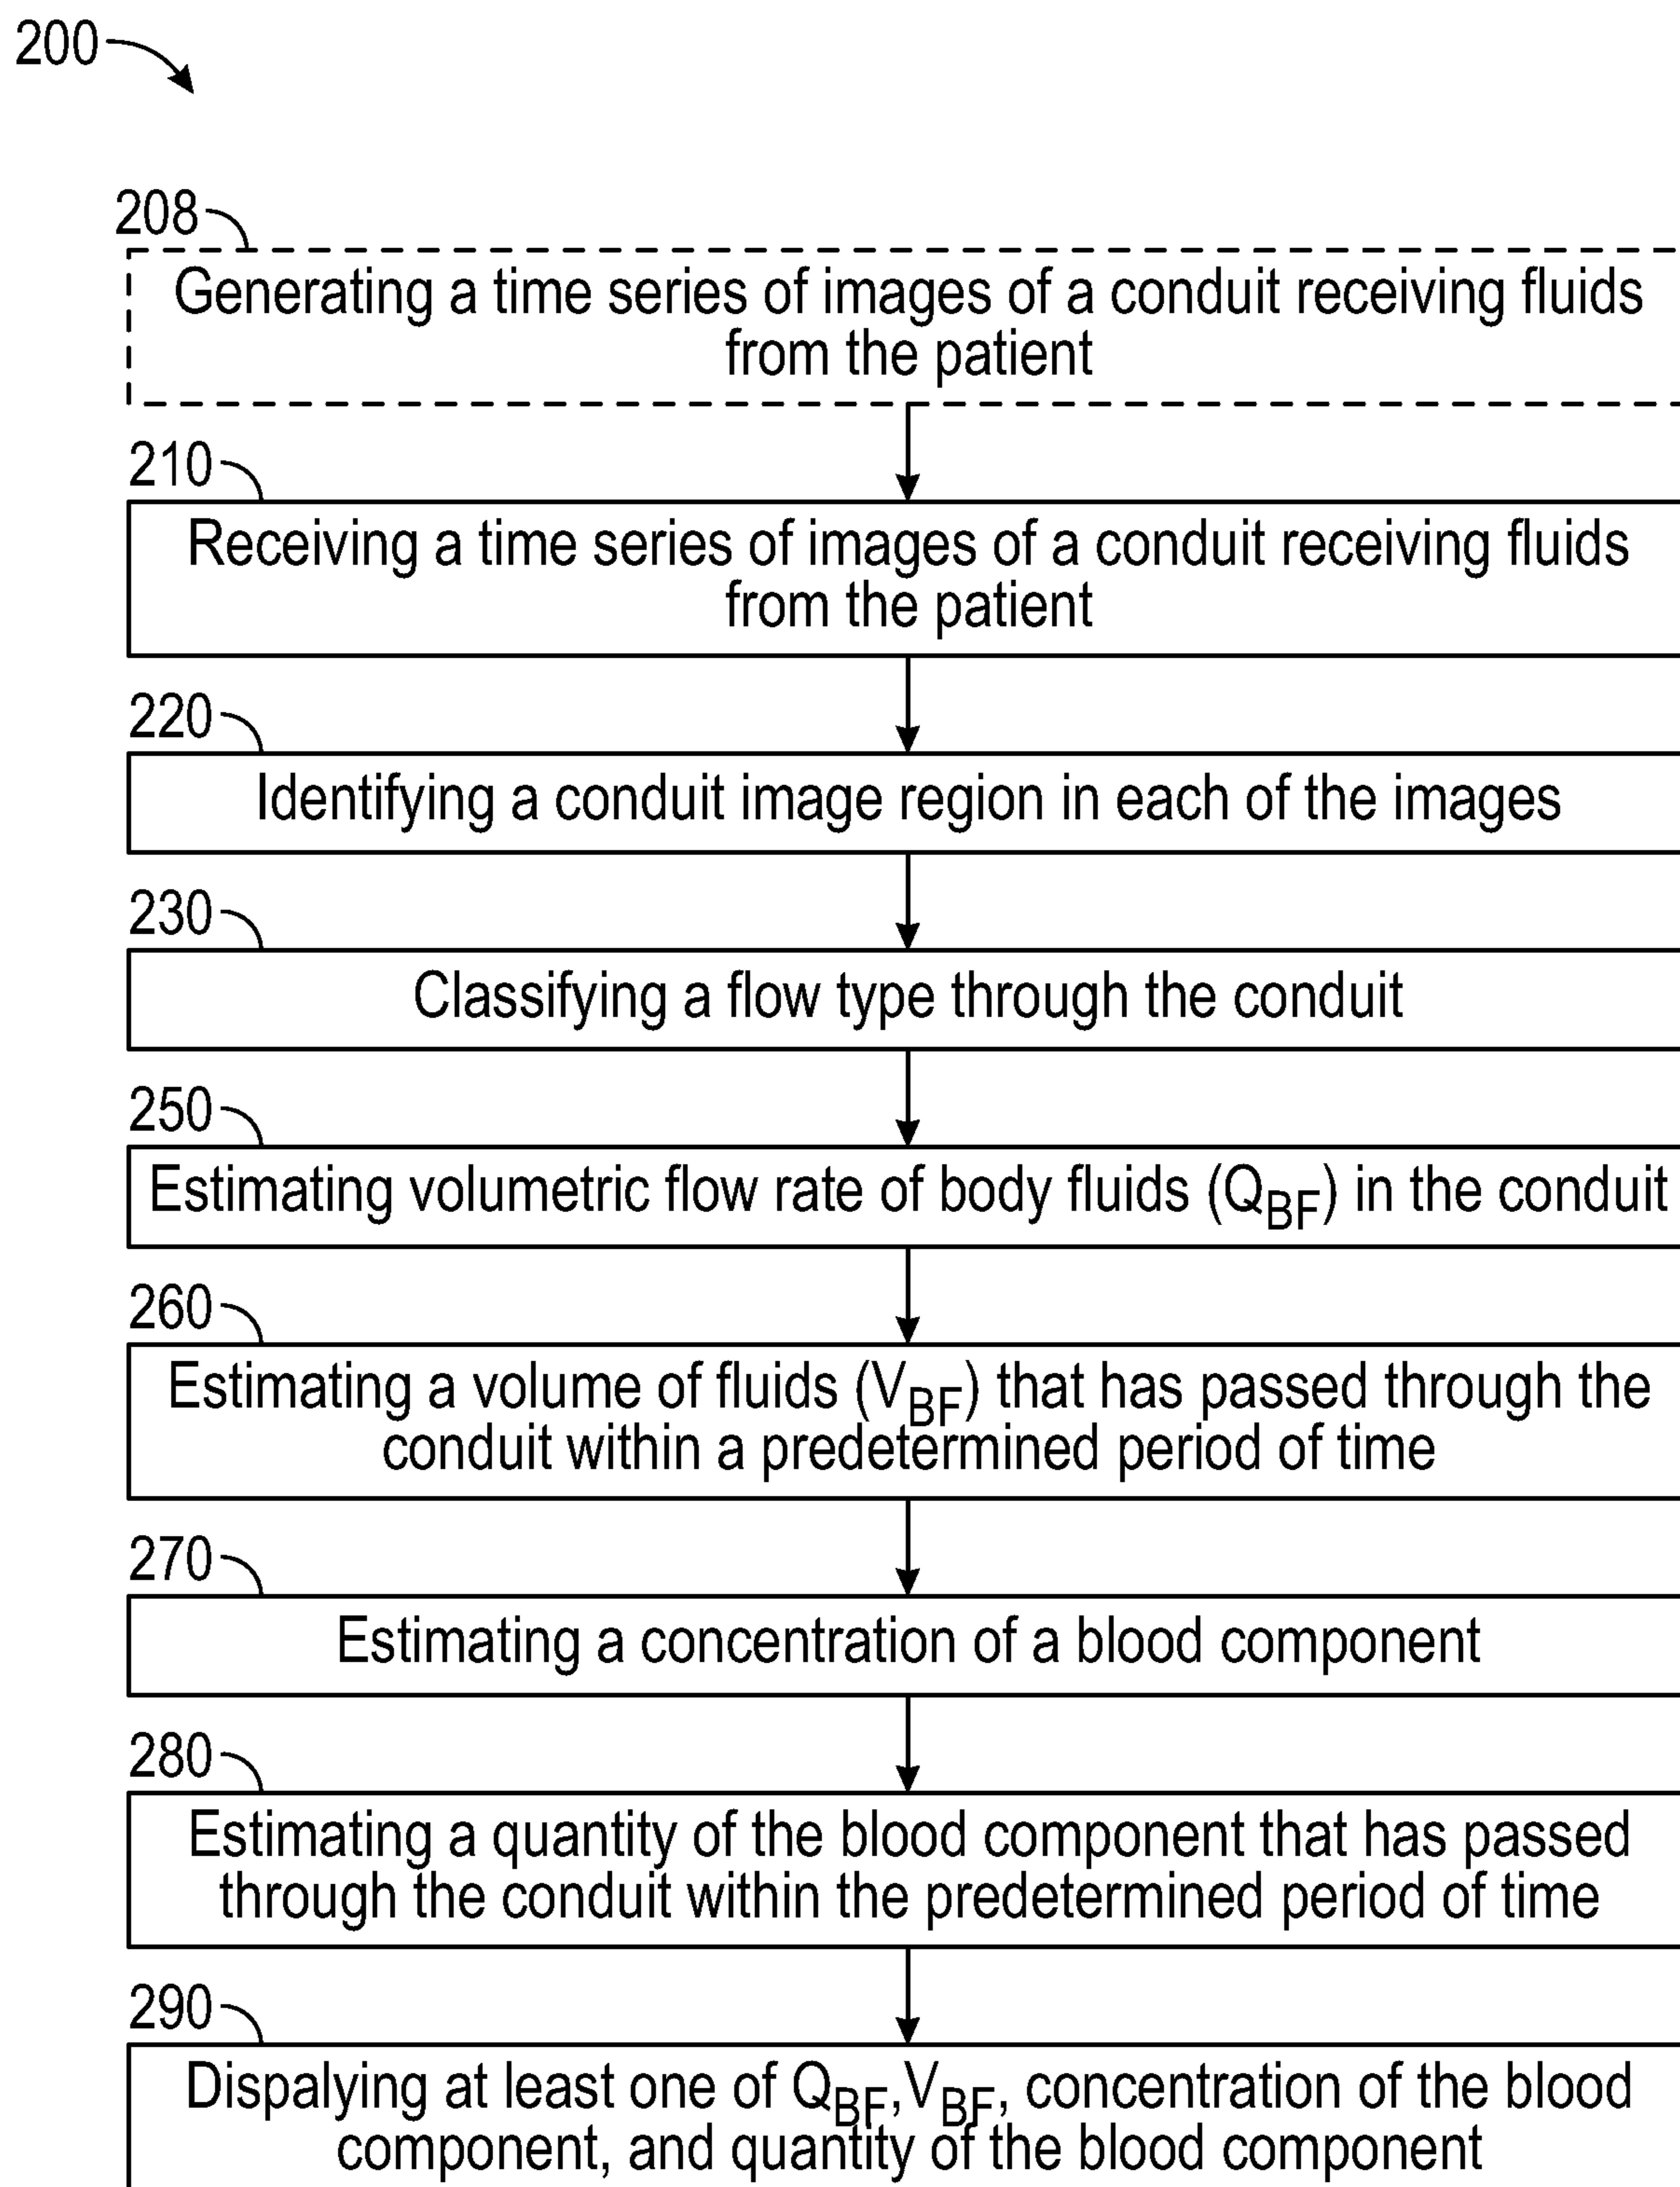 200
208
Generating a time series of images of a conduit receiving fluids
from the patient
210
Receiving a time series of images of a conduit receiving fluids
from the patient
220
Identifying a conduit image region in each of the images
230
Classifying a flow type through the conduit
250
Estimating volumetric flow rate of body fluids (QBF) in the conduit
260
Estimating a volume of fluids (VBF) that has passed through the
conduit within a predetermined period of time
270
Estimating a concentration of a blood component
280
Estimating a quantity of the blood component that has passed
through the conduit within the predetermined period of time
290
Dispalying at least one of QBF,VBF, concentration of the blood
component, and quantity of the blood component